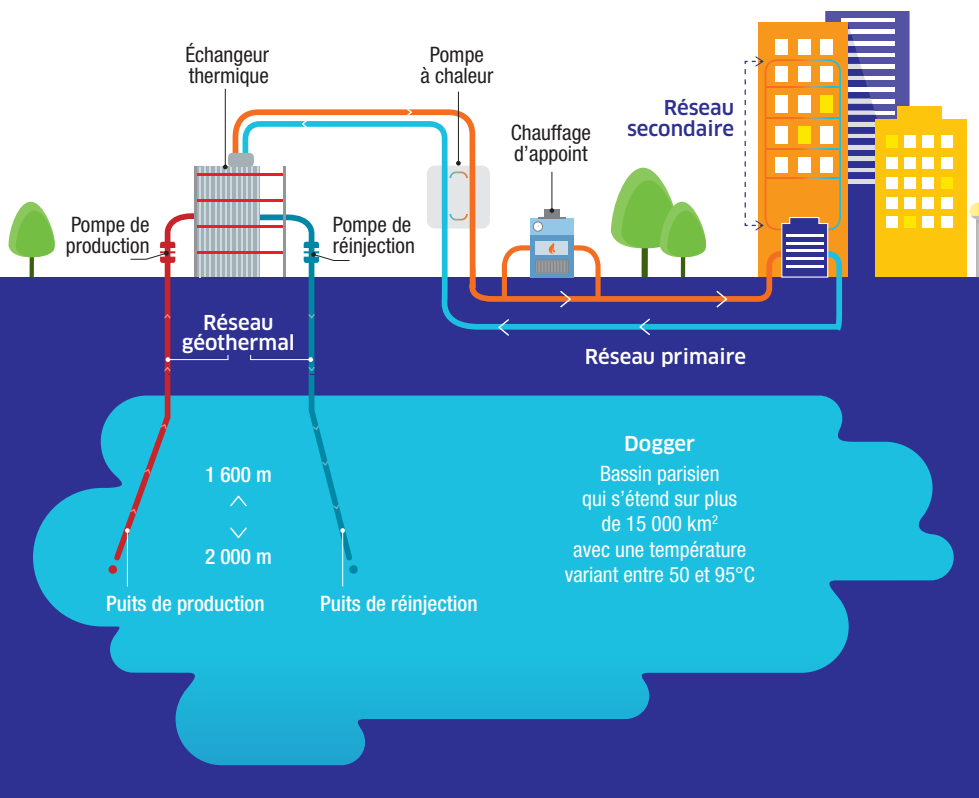 Échangeur
thermique
Pompe
à chaleur
Chauffage
d'appoint
Réseau
secondaire
Pompe de
production
Pompe de
réinjection
Réseau
géothermal
Réseau primaire
1 600 m
2 000 m
Puits de production
Puits de réinjection
Dogger
Bassin parisien
qui s'étend sur plus
de 15 000 km²
avec une température
variant entre 50 et 95°C